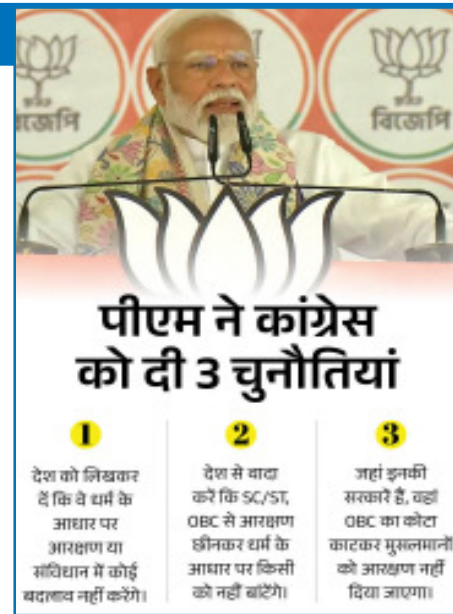 बिजेपि
बिजेपि
पीएम ने कांग्रेस
को दी 3 चुनौतियां
1
देश को लिखकर
दें कि वे धर्म के
आधार पर
आरक्षण या
संविधान में कोई
बदलाव नहीं करेंगे।
2
देश से वादा
करें कि SC/ST,
OBC से आरक्षण
छीनकर धर्म के
आधार पर किसी
को नहीं बांटेंगे।
3
जहां इनकी
सरकारें हैं, वहां
OBC का कोटा
काटकर मुसलमानों
को आरक्षण नहीं
दिया जाएगा।